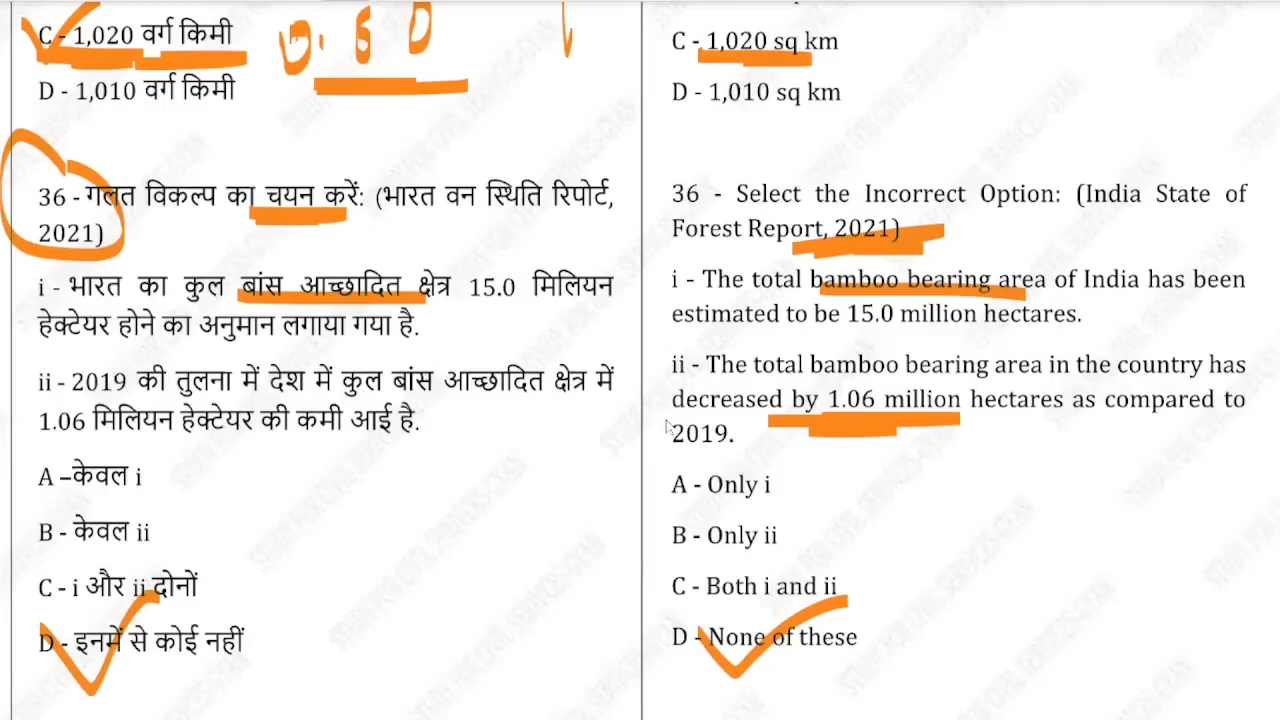 C - 1,020 वर्ग किमी
D - 1,010 वर्ग किमी
36 - गलत विकल्प का चयन करें: (भारत वन स्थिति रिपोर्ट,
2021)
i - भारत का कुल बांस आच्छादित क्षेत्र 15.0 मिलियन
हेक्टेयर होने का अनुमान लगाया गया है.
ii - 2019 की तुलना में देश में कुल बांस आच्छादित क्षेत्र में
1.06 मिलियन हेक्टेयर की कमी आई है.
A –केवल i
B - केवल ii
C - i और ii दोनों
D - इनमें से कोई नहीं
C - 1,020 sq km
D - 1,010 sq km
36 - Select the Incorrect Option: (India State of
Forest Report, 2021)
i - The total bamboo bearing area of India has been
estimated to be 15.0 million hectares.
ii - The total bamboo bearing area in the country has
decreased by 1.06 million hectares as compared to
2019.
A - Only i
B - Only ii
C - Both i and ii
D - None of these